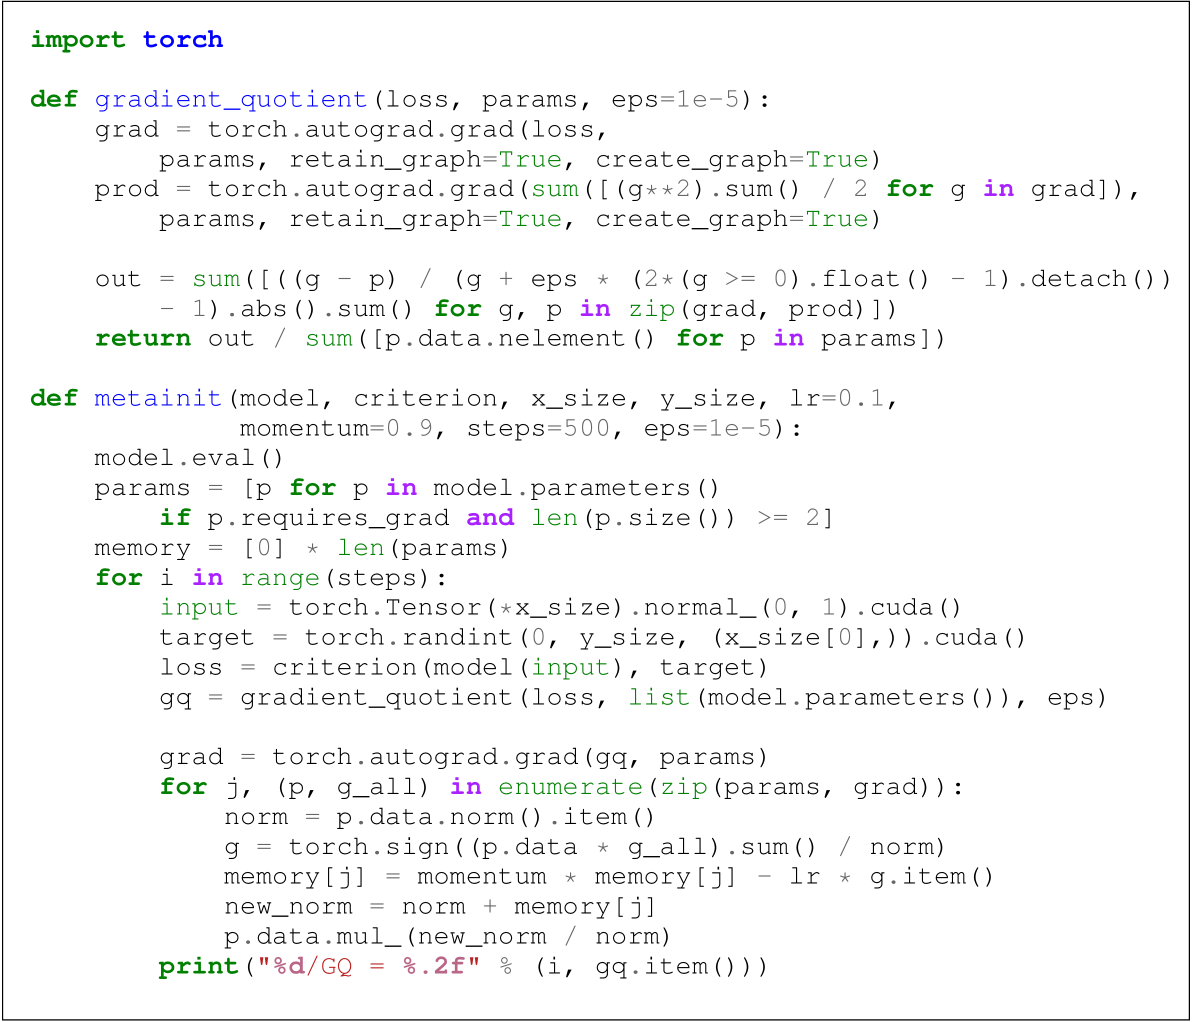 import torch

def gradient_quotient(loss, params, eps=1e-5):
    grad = torch.autograd.grad(loss,
        params, retain_graph=True, create_graph=True)
    prod = torch.autograd.grad(sum([(g**2).sum() / 2 for g in grad]),
        params, retain_graph=True, create_graph=True)

    out = sum([((g - p) / (g + eps * (2*(g >= 0).float() - 1).detach())
        - 1).abs().sum() for g, p in zip(grad, prod)])
    return out / sum([p.data.nelement() for p in params])

def metainit(model, criterion, x_size, y_size, lr=0.1,
             momentum=0.9, steps=500, eps=1e-5):
    model.eval()
    params = [p for p in model.parameters()
        if p.requires_grad and len(p.size()) >= 2]
    memory = [0] * len(params)
    for i in range(steps):
        input = torch.Tensor(*x_size).normal_(0, 1).cuda()
        target = torch.randint(0, y_size, (x_size[0],)).cuda()
        loss = criterion(model(input), target)
        gq = gradient_quotient(loss, list(model.parameters()), eps)

        grad = torch.autograd.grad(gq, params)
        for j, (p, g_all) in enumerate(zip(params, grad)):
            norm = p.data.norm().item()
            g = torch.sign((p.data * g_all).sum() / norm)
            memory[j] = momentum * memory[j] - lr * g.item()
            new_norm = norm + memory[j]
            p.data.mul_(new_norm / norm)
        print("%d/GQ = %.2f" % (i, gq.item()))